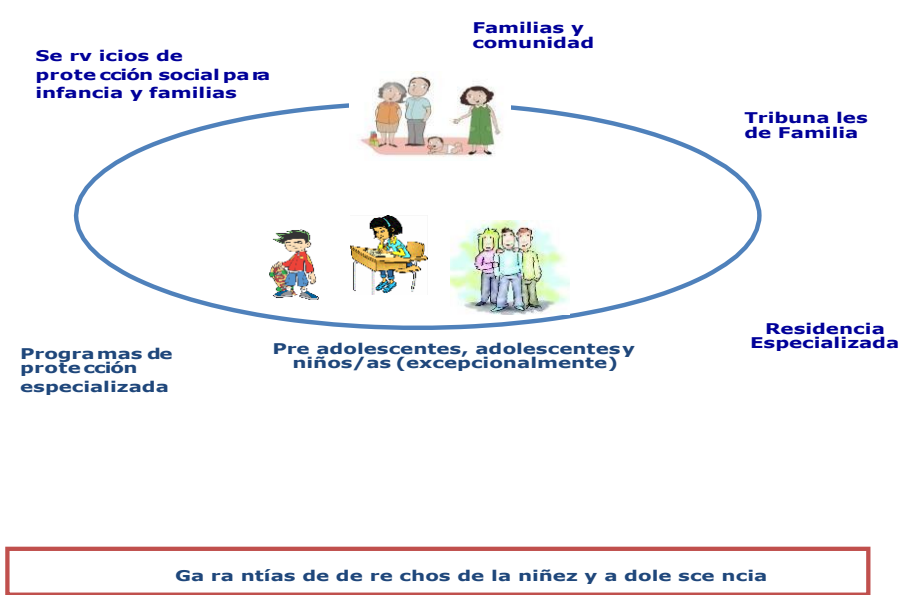 Familias y
comunidad
Se rv icios de
prote cción social pa ra
infancia y familias
Tribuna les
de Familia
Residencia
Especializada
Pre adolescentes, adolescentes y
niños/as (excepcionalmente)
Progra mas de
prote cción
especializada
Ga ra ntías de de re chos de la niñez y a dole sce ncia